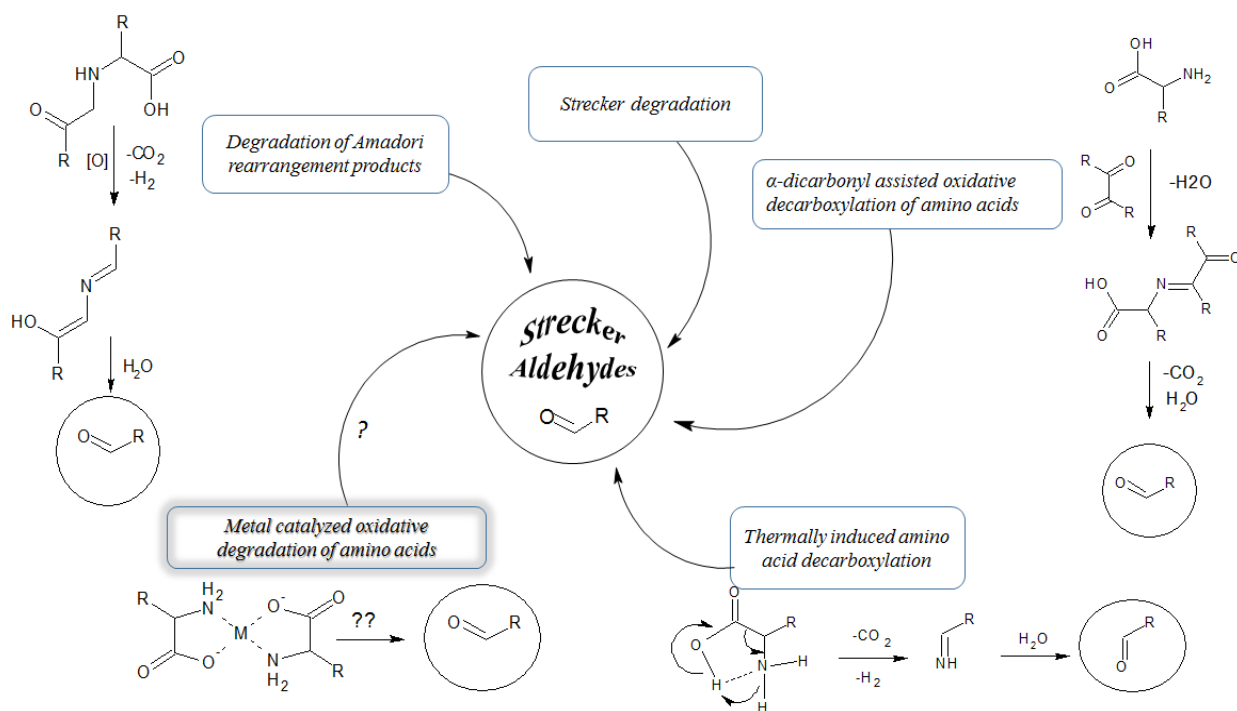 R
HN
O
OH
O
R
[O]
-CO2
-H2
R
N
HO
R
H2O
O
R
Degradation of Amadori
rearrangement products
Strecker degradation
α-dicarbonyl assisted oxidative
decarboxylation of amino acids
Strecker
Aldehydes
O
R
?
Metal catalyzed oxidative
degradation of amino acids
Thermally induced amino
acid decarboxylation
OH
O
NH2
R
R
O
O
R
-H2O
R
O
HO
N
O
R
R
-CO2
H2O
O
R
R
H2
N
O-
O
M
O
O-
N
H2
R
??
O
R
O
O
R
N
H
H
H
-CO2
-H2
R
NH
H2O
R
O